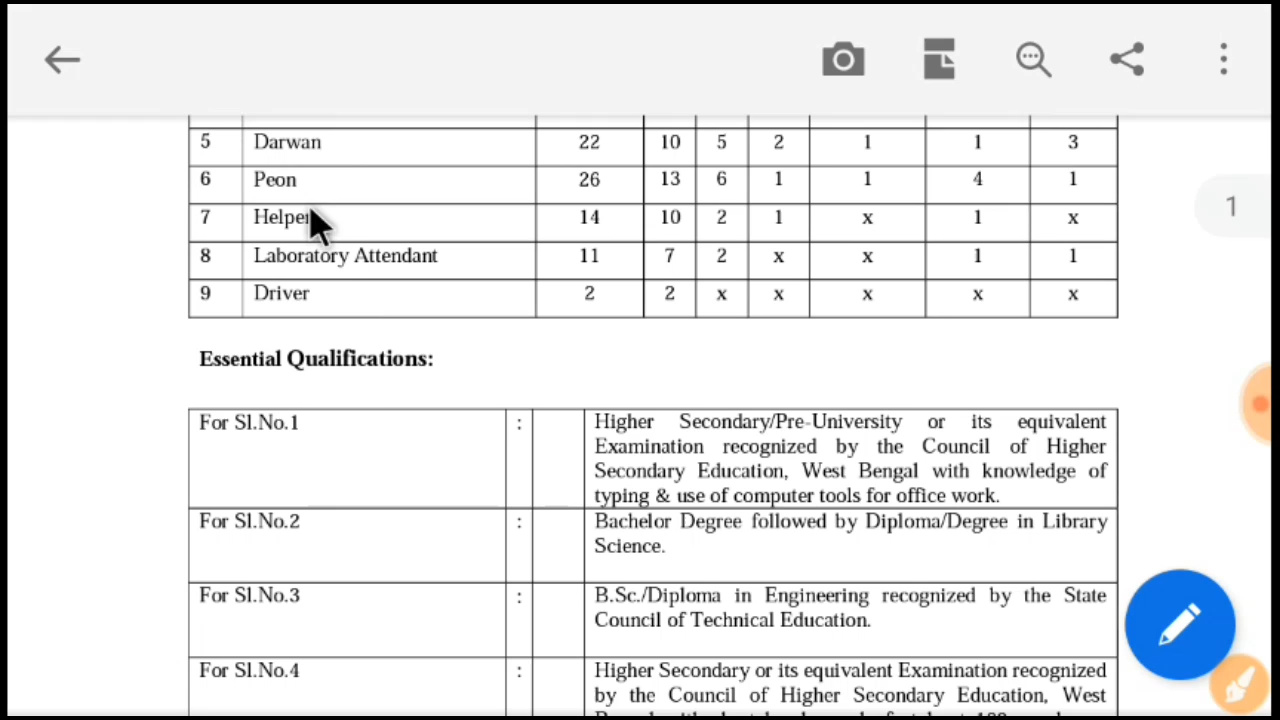 1
5 Darwan 22 10 5 2 1 1 3
6 Peon 26 13 6 1 1 4 1
7 Helper 14 10 2 1 x 1 x
8 Laboratory Attendant 11 7 2 x x 1 1
9 Driver 2 2 x x x x x
Essential Qualifications:
For Sl.No.1 : Higher Secondary/Pre-University or its equivalent
Examination recognized by the Council of Higher
Secondary Education, West Bengal with knowledge of
typing & use of computer tools for office work.
For Sl.No.2 : Bachelor Degree followed by Diploma/Degree in Library
Science.
For Sl.No.3 : B.Sc./Diploma in Engineering recognized by the State
Council of Technical Education.
For Sl.No.4 : Higher Secondary or its equivalent Examination recognized
by the Council of Higher Secondary Education, West